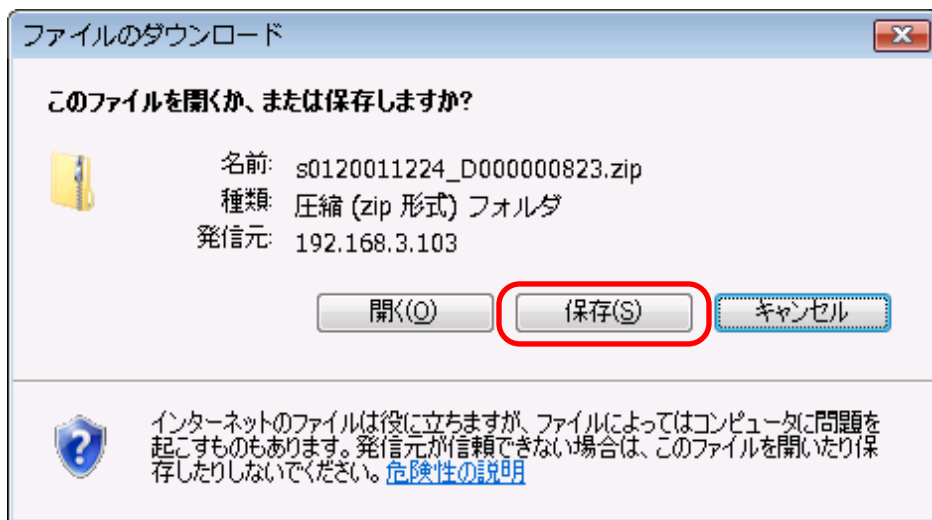 ファイルのダウンロード
このファイルを開くか、または保存しますか?
名前: s0120011224_D000000823.zip
種類: 圧縮 (zip 形式) フォルダ
発信元: 192.168.3.103
開く(O) 保存(S) キャンセル
インターネットのファイルは役に立ちますが、ファイルによってはコンピュータに問題を
起こすものもあります。発信元が信頼できない場合は、このファイルを開いたり保
存したりしないでください。危険性の説明